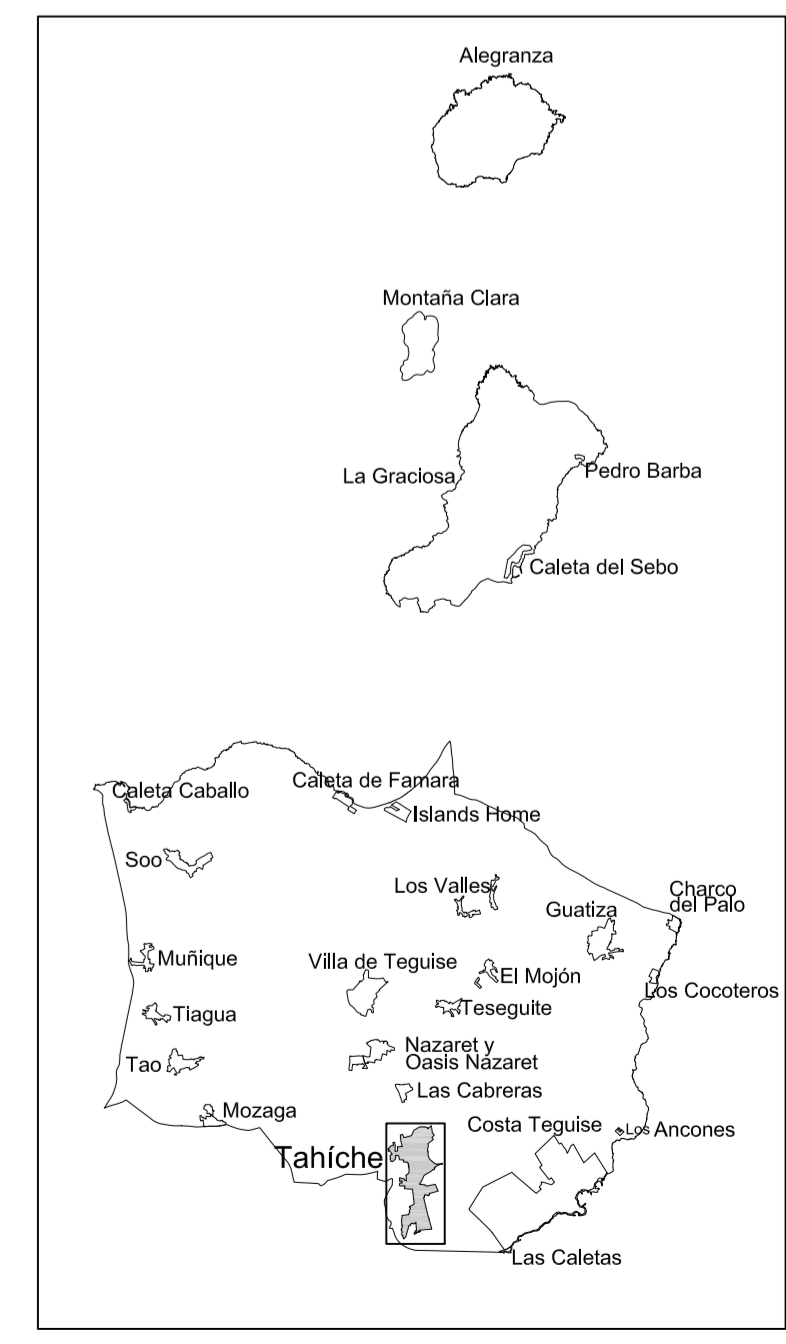 Alegranza
Montaña Clara
La Graciosa
Pedro Barba
Caleta del Sebo
Caleta Caballo
Caleta de Famara
Islands Home
Soo
Los Valles
Guatiza
Charco
del Palo
Muñique
Villa de Teguise
El Mojón
Los Cocoteros
Tiagua
Teseguite
Tao
Nazaret y
Oasis Nazaret
Las Cabreras
Mozaga
Costa Teguise
Los Ancones
Tahíche
Las Caletas